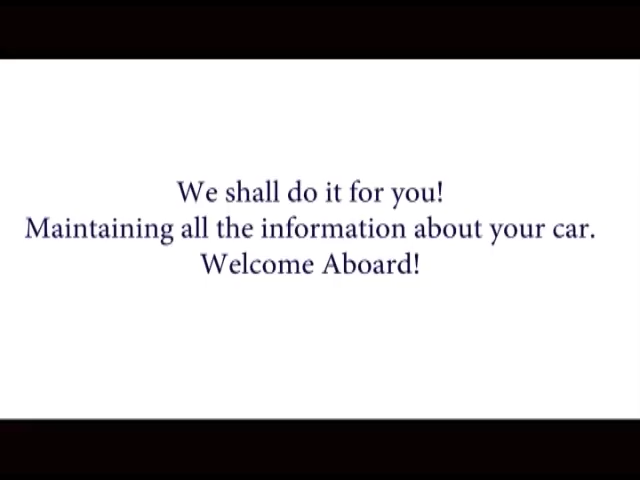 We shall do it for you!
Maintaining all the information about your car.
Welcome Aboard!